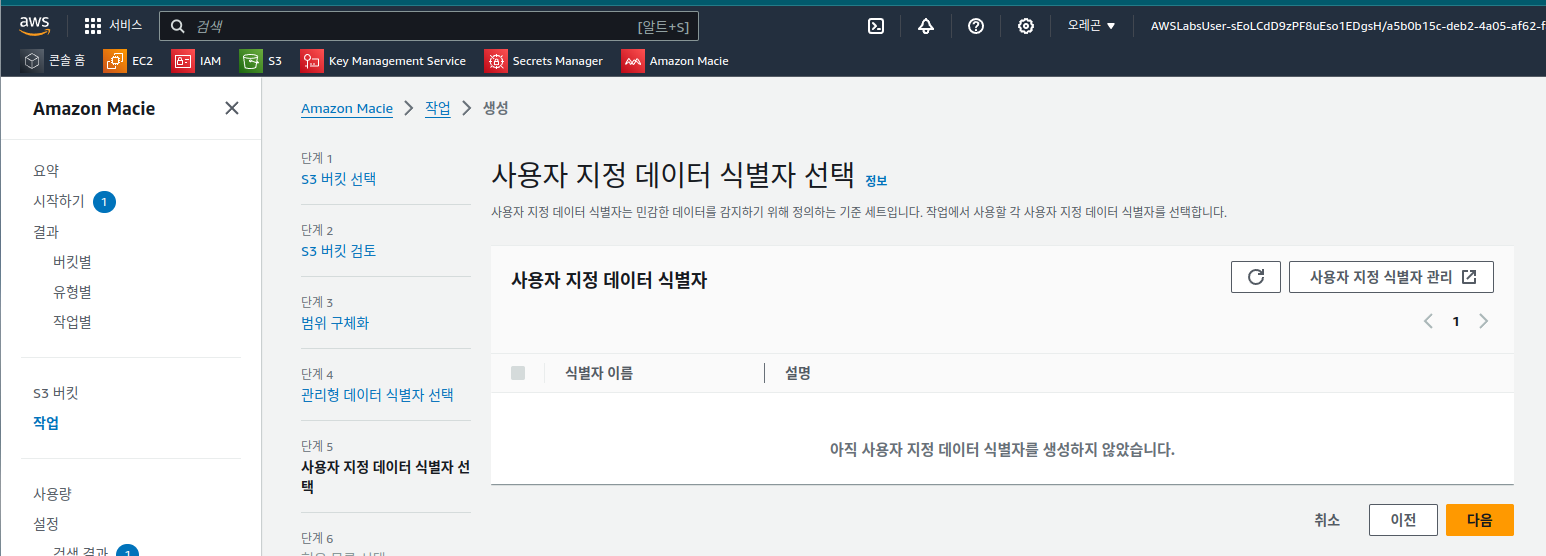 aws
서비스
검색
[알트+S]
오레곤 ▼
AWSLabsUser-sEoLCdD9zPF8uEso1EDgsH/a5b0b15c-deb2-4a05-af62-f
콘솔 홈
EC2
IAM
S3
Key Management Service
Secrets Manager
Amazon Macie
Amazon Macie
요약
시작하기 1
결과
버킷별
유형별
작업별
S3 버킷
작업
사용량
설정
검색 결과 1
Amazon Macie > 작업 > 생성
단계 1
S3 버킷 선택
단계 2
S3 버킷 검토
단계 3
범위 구체화
단계 4
관리형 데이터 식별자 선택
단계 5
사용자 지정 데이터 식별자 선
택
단계 6
사용자 지정 데이터 식별자 선택 정보
사용자 지정 데이터 식별자는 민감한 데이터를 감지하기 위해 정의하는 기준 세트입니다. 작업에서 사용할 각 사용자 지정 데이터 식별자를 선택합니다.
사용자 지정 데이터 식별자
사용자 지정 식별자 관리
1
식별자 이름
설명
아직 사용자 지정 데이터 식별자를 생성하지 않았습니다.
취소
이전
다음